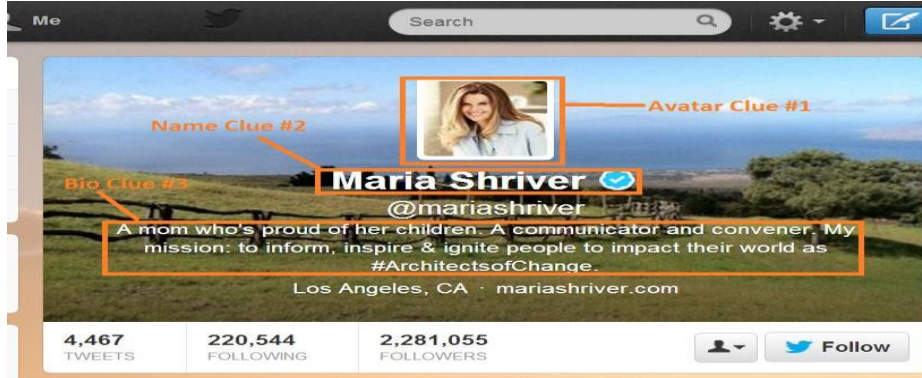 Me
Search
Avatar Clue #1
Name Clue #2
Maria Shriver
Bio Clue #3
@mariashriver
A mom who's proud of her children. A communicator and convener. My
mission: to inform, inspire & ignite people to impact their world as
#ArchitectsofChange.
Los Angeles, CA · mariashriver.com
4,467
TWEETS
220,544
FOLLOWING
2,281,055
FOLLOWERS
Follow